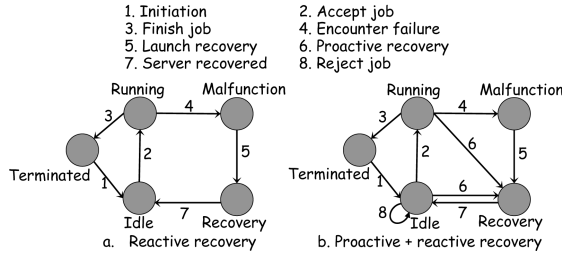 1. Initiation 2. Accept job
3. Finish job 4. Encounter failure
5. Launch recovery 6. Proactive recovery
7. Server recovered 8. Reject job
Running Malfunction Running Malfunction
3 4 3 4
6
2 5 2 5
Terminated Terminated
1 1 6
7 8 7
Idle Recovery Idle Recovery
a. Reactive recovery b. Proactive + reactive recovery